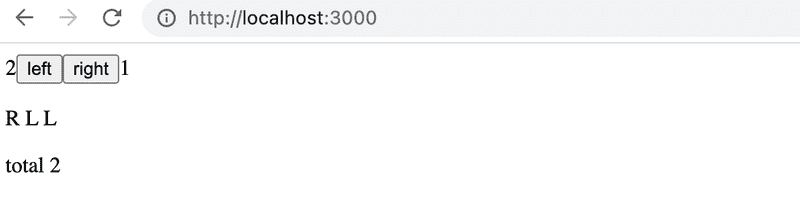 http://localhost:3000
2 left right 1
R L L
total 2